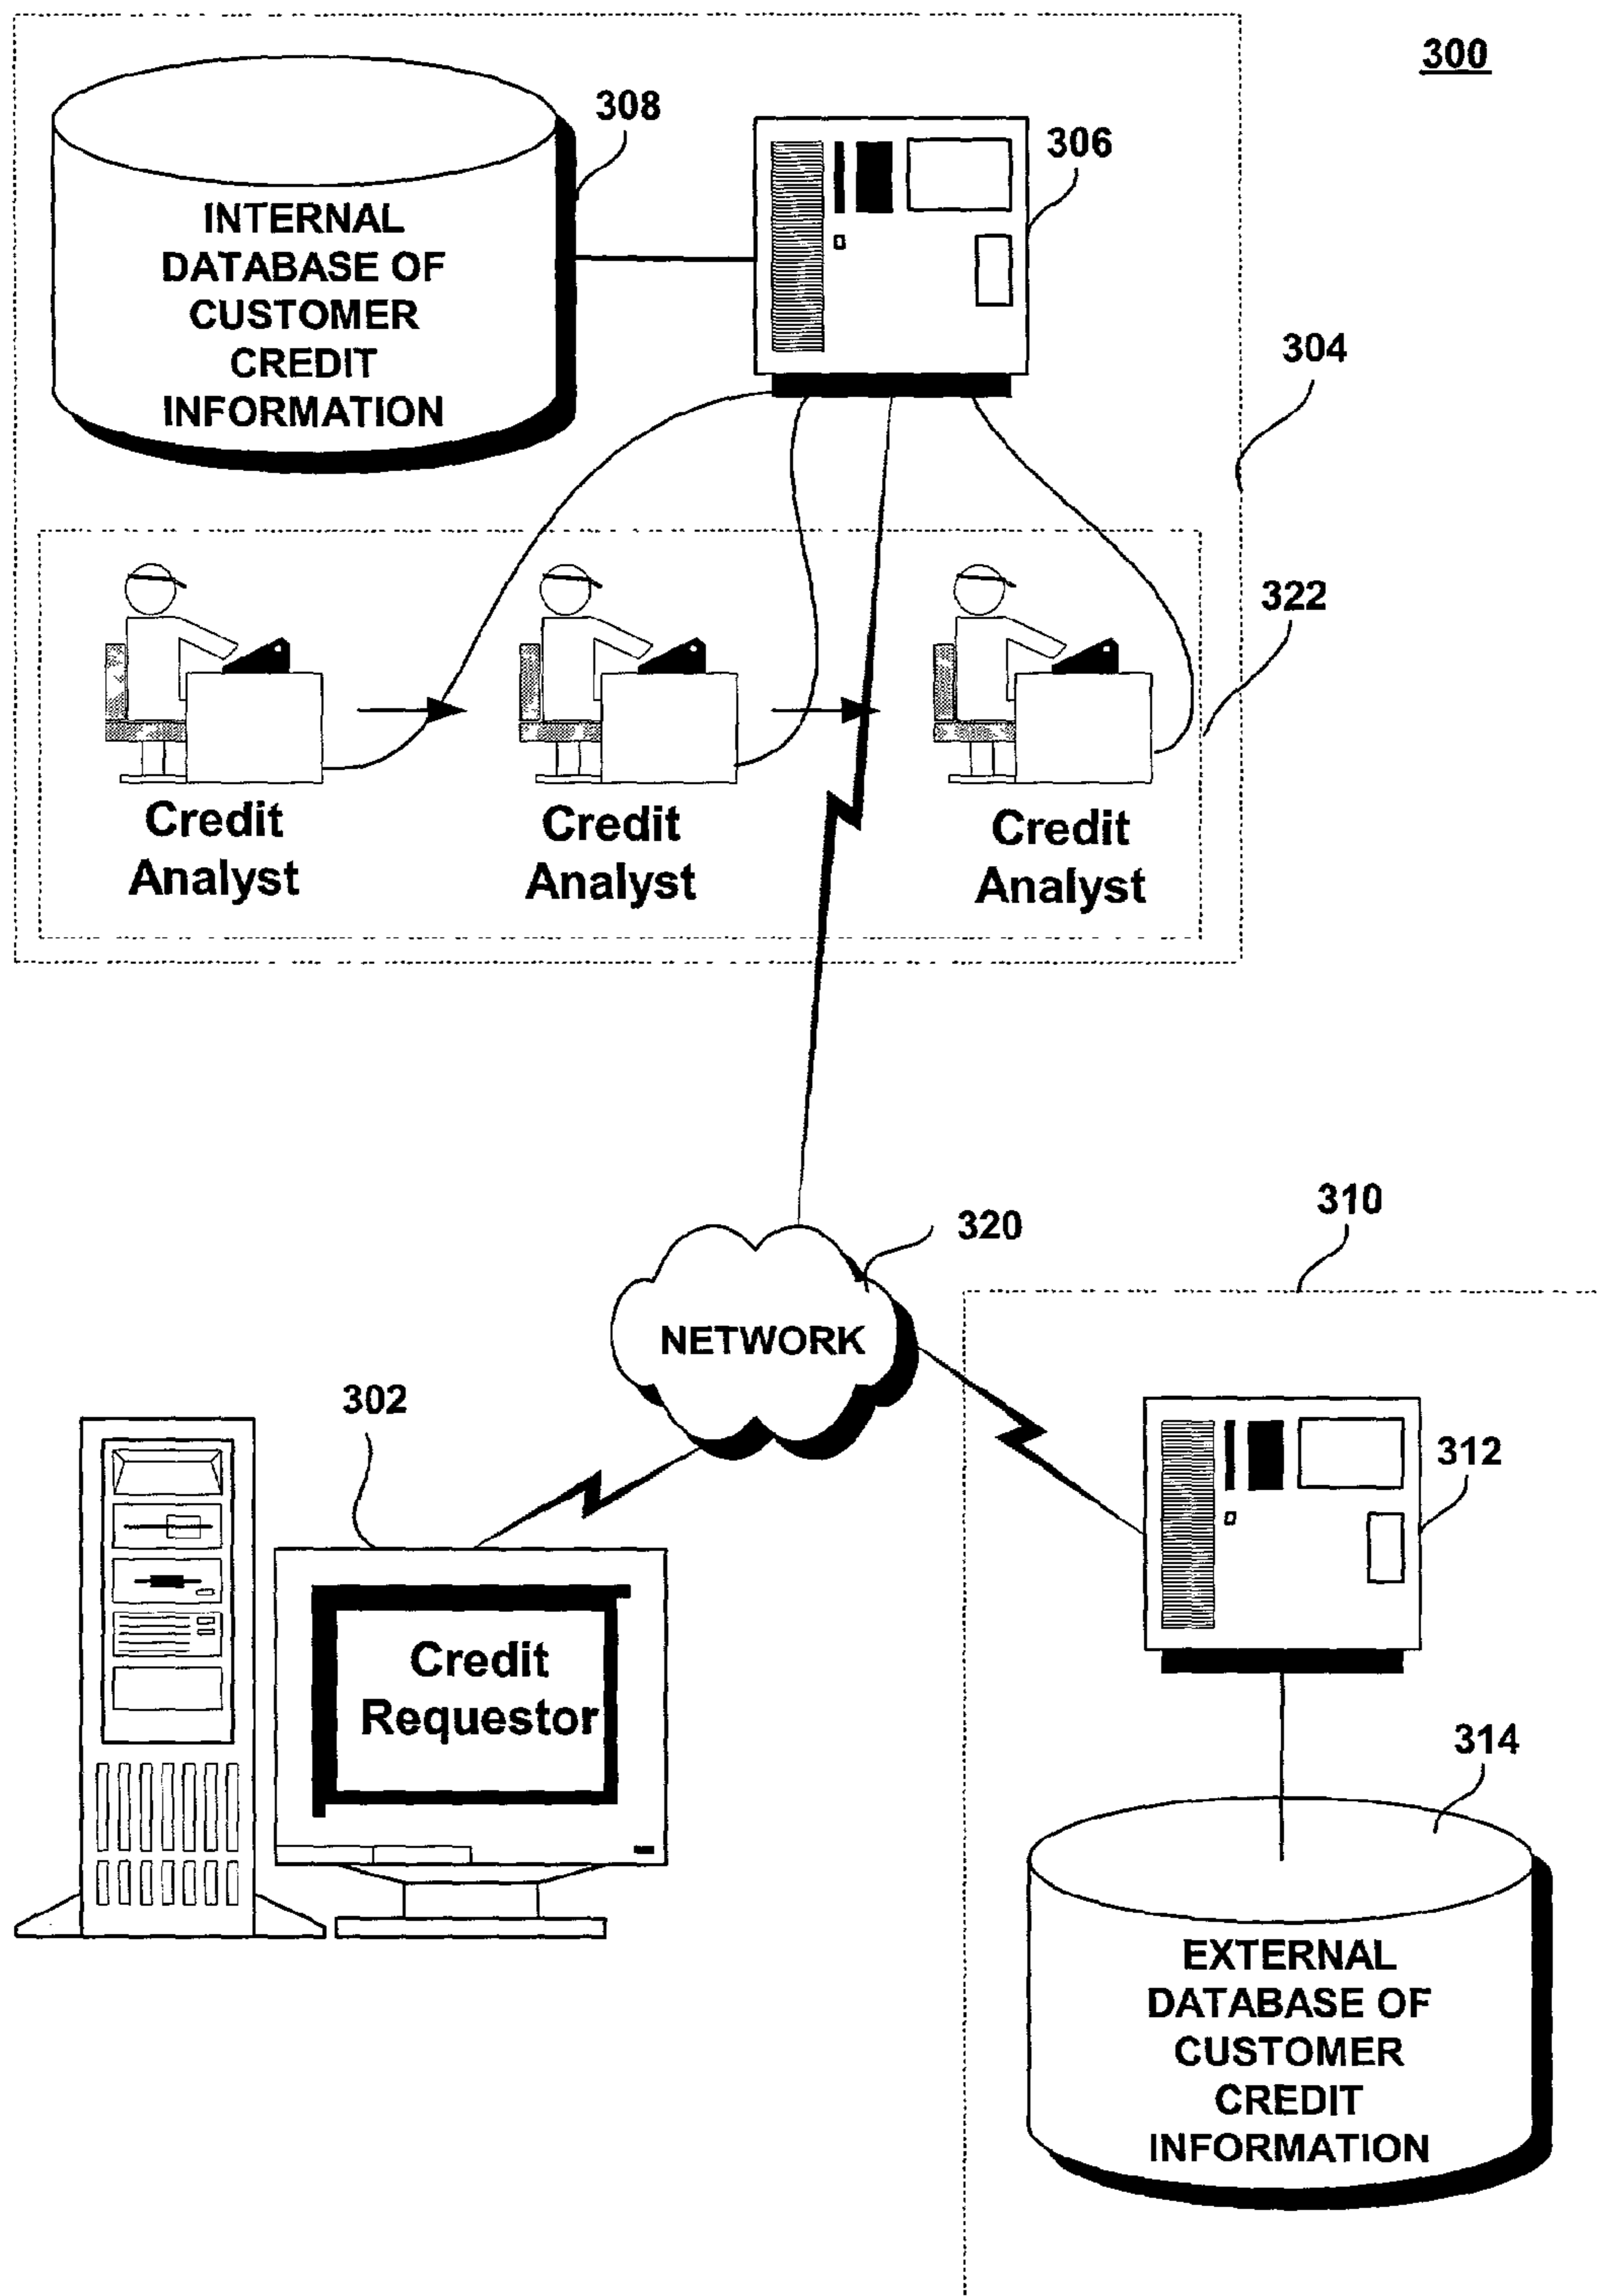 300
308
306
INTERNAL
DATABASE OF
CUSTOMER
CREDIT
INFORMATION
304
322
Credit
Analyst
Credit
Analyst
Credit
Analyst
310
320
NETWORK
302
312
Credit
Requestor
314
EXTERNAL
DATABASE OF
CUSTOMER
CREDIT
INFORMATION